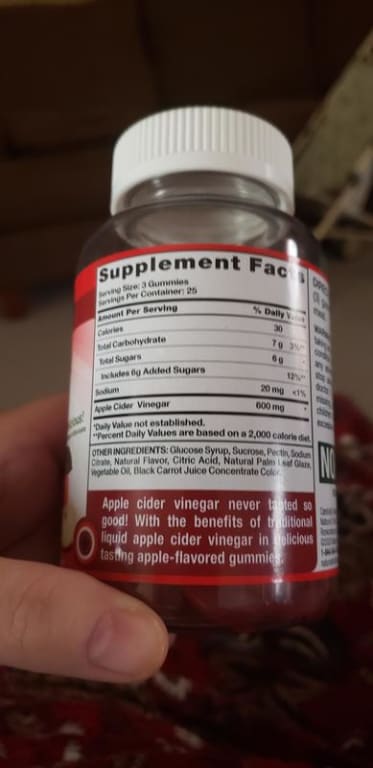 Supplement Facts
Serving Size: 3 Gummies
Servings Per Container: 25
Amount Per Serving % Daily
Calories 30
Total Carbohydrate 7 g 3%**
Total Sugars 6 g
Includes 6g Added Sugars 12%**
Sodium 20 mg <1%
Apple Cider Vinegar 600 mg *
*Daily Value not established.
**Percent Daily Values are based on a 2,000 calorie diet.
OTHER INGREDIENTS: Glucose Syrup, Sucrose, Pectin, Sodium
Citrate, Natural Flavor, Citric Acid, Natural Palm Leaf Glaze,
Vegetable Oil, Black Carrot Juice Concentrate Color.
Apple cider vinegar never tasted so
good! With the benefits of traditional
liquid apple cider vinegar in delicious
tasting apple-flavored gummies.